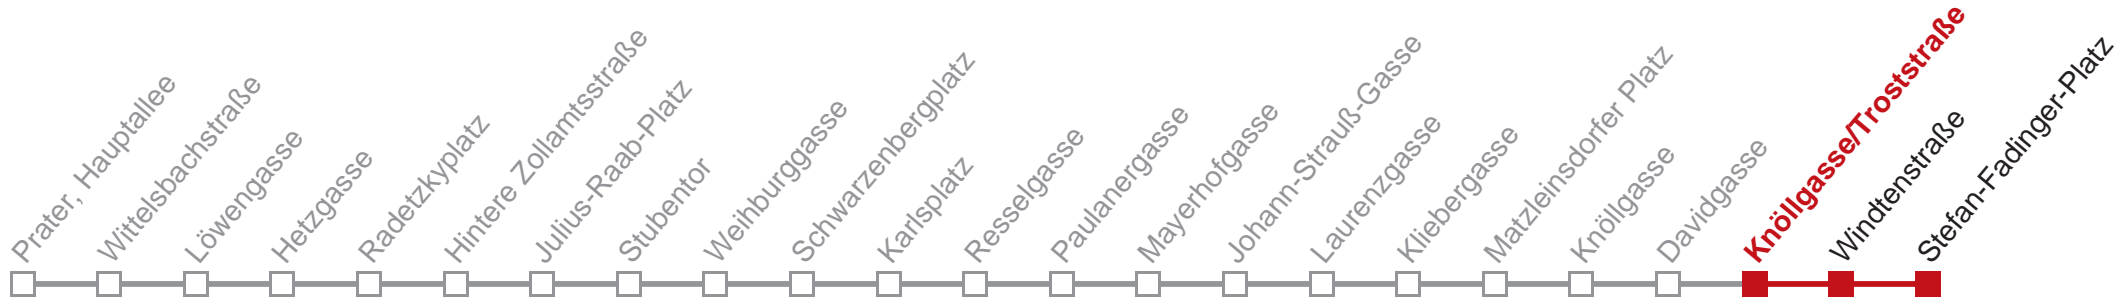 Prater, Hauptallee
Wittelsbachstraße
Löwengasse
Hetzgasse
Radetzkyplatz
Hintere Zollamtsstraße
Julius-Raab-Platz
Stubentor
Weihburggasse
Schwarzenbergplatz
Karlsplatz
Resselgasse
Paulanergasse
Mayerhofgasse
Johann-Strauß-Gasse
Laurenzgasse
Kliebergasse
Matzleinsdorfer Platz
Knöllgasse
Davidgasse
Knöllgasse/Troststraße
Windtenstraße
Stefan-Fadinger-Platz